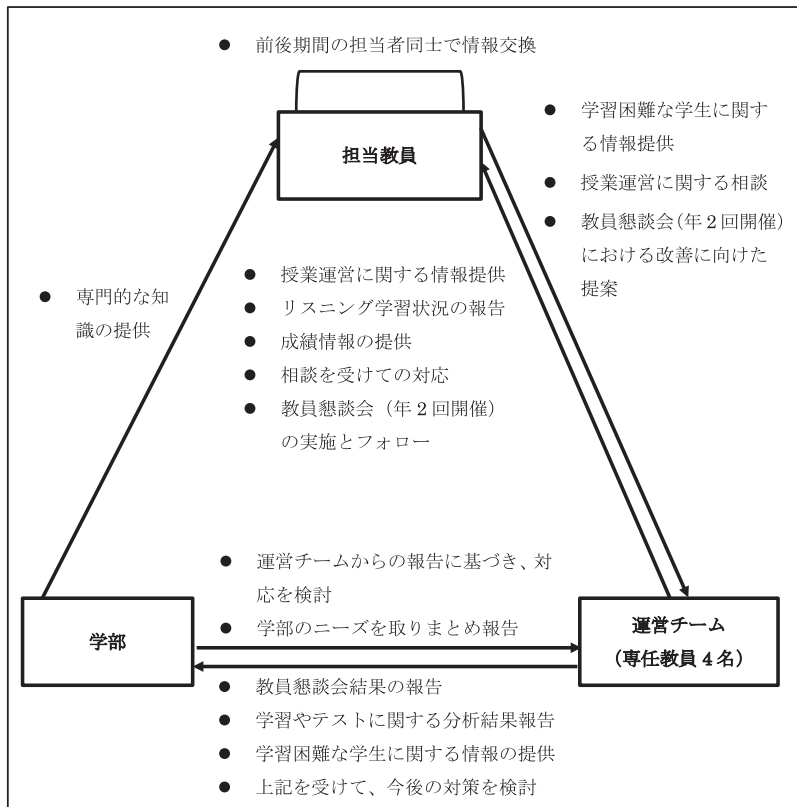 ● 前後期間の担当者同士で情報交換
担当教員
● 学習困難な学生に関す
る情報提供
● 授業運営に関する相談
● 教員懇談会(年2回開催)
における改善に向けた
提案
● 専門的な知
識の提供
● 授業運営に関する情報提供
● リスニング学習状況の報告
● 成績情報の提供
● 相談を受けての対応
● 教員懇談会（年2回開催）
の実施とフォロー
● 運営チームからの報告に基づき、対
応を検討
● 学部のニーズを取りまとめ報告
学部
運営チーム
（専任教員4名）
● 教員懇談会結果の報告
● 学習やテストに関する分析結果報告
● 学習困難な学生に関する情報の提供
● 上記を受けて、今後の対策を検討